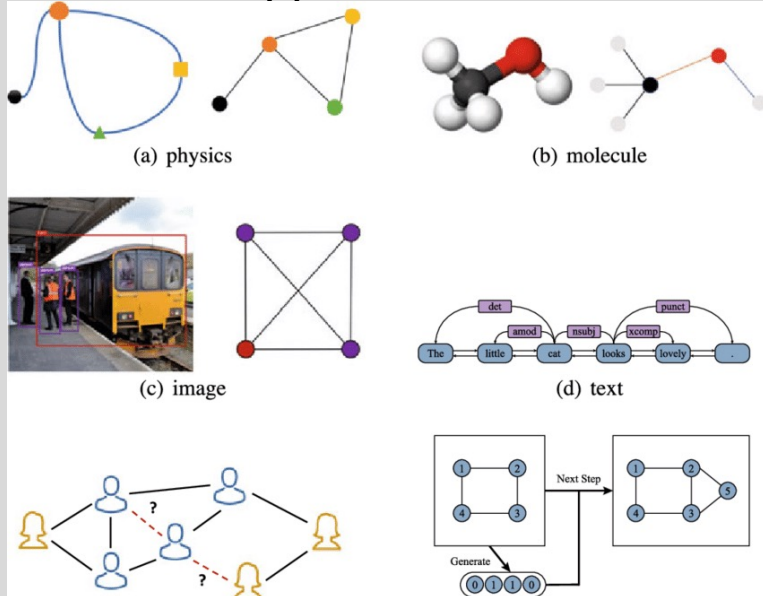 (a) physics
(b) molecule
(c) image
det
punct
amod
nsubj
xcomp
The
little
cat
looks
lovely
.
(d) text
?
?
1
2
4
3
Next Step
1
2
5
4
3
Generate
0 1 1 0